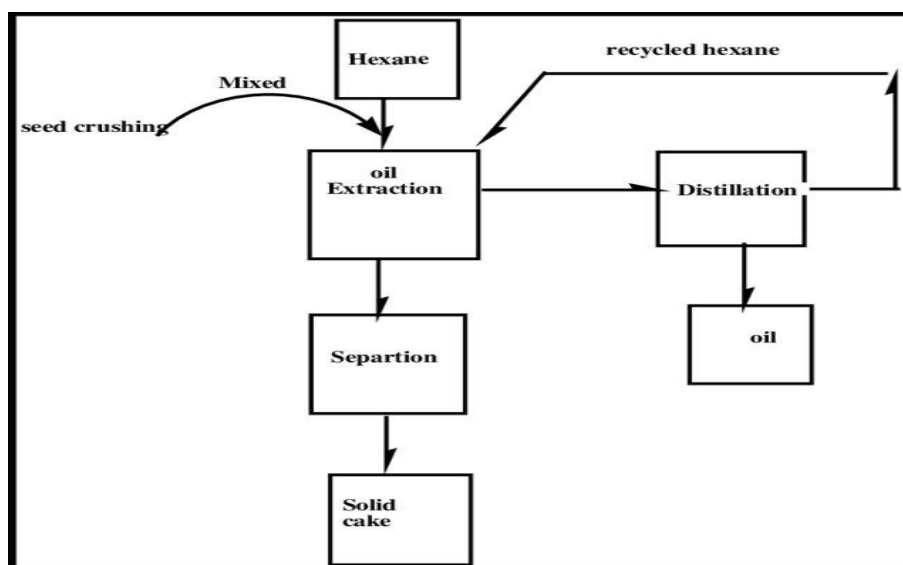 Hexane
recycled hexane
Mixed
seed crushing
oil
Extraction
Distillation
Separtion
oil
Solid
cake